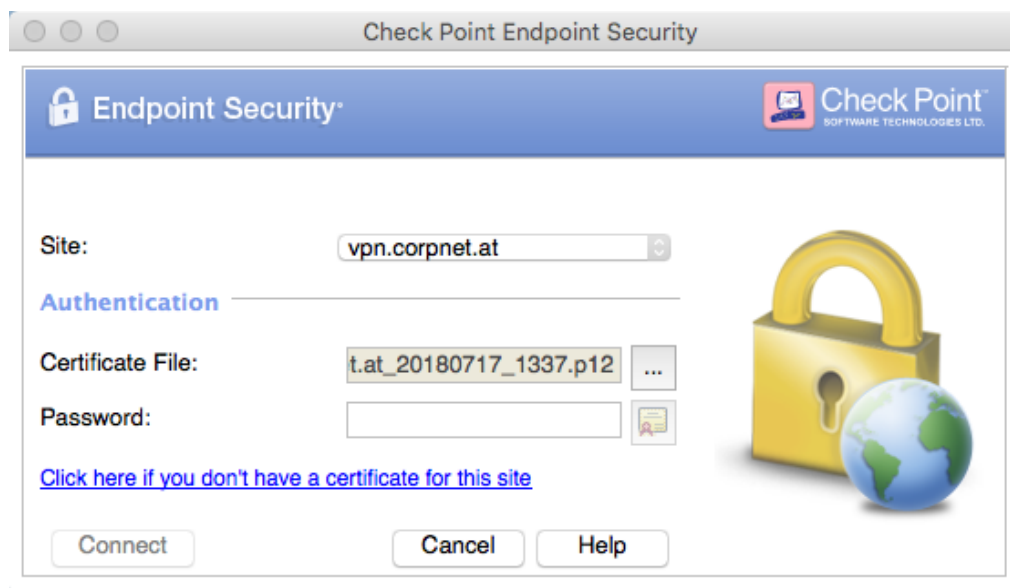 Check Point Endpoint Security
Endpoint Security
Check Point™
SOFTWARE TECHNOLOGIES LTD.
Site:
vpn.corpnet.at
Authentication
Certificate File:
t.at_20180717_1337.p12
...
Password:
Click here if you don't have a certificate for this site
Connect
Cancel
Help